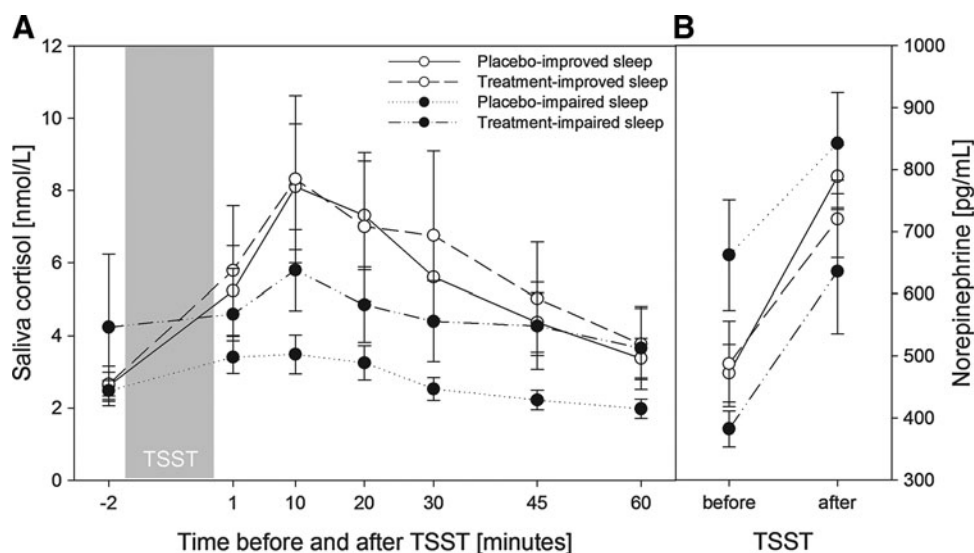 A
B
12
10
8
6
4
2
0
Saliva cortisol [nmol/L]
Placebo-improved sleep
Treatment-improved sleep
Placebo-impaired sleep
Treatment-impaired sleep
TSST
-2
1
10
20
30
45
60
Time before and after TSST [minutes]
1000
900
800
700
600
500
400
300
Norepinephrine [pg/mL]
before
after
TSST